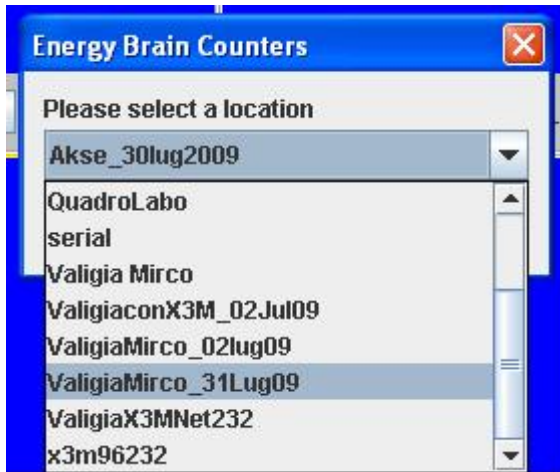 Energy Brain Counters
Please select a location
Akse_30lug2009
QuadroLabo
serial
Valigia Mirco
ValigiaconX3M_02Jul09
ValigiaMirco_02lug09
ValigiaMirco_31Lug09
ValigiaX3MNet232
x3m96232